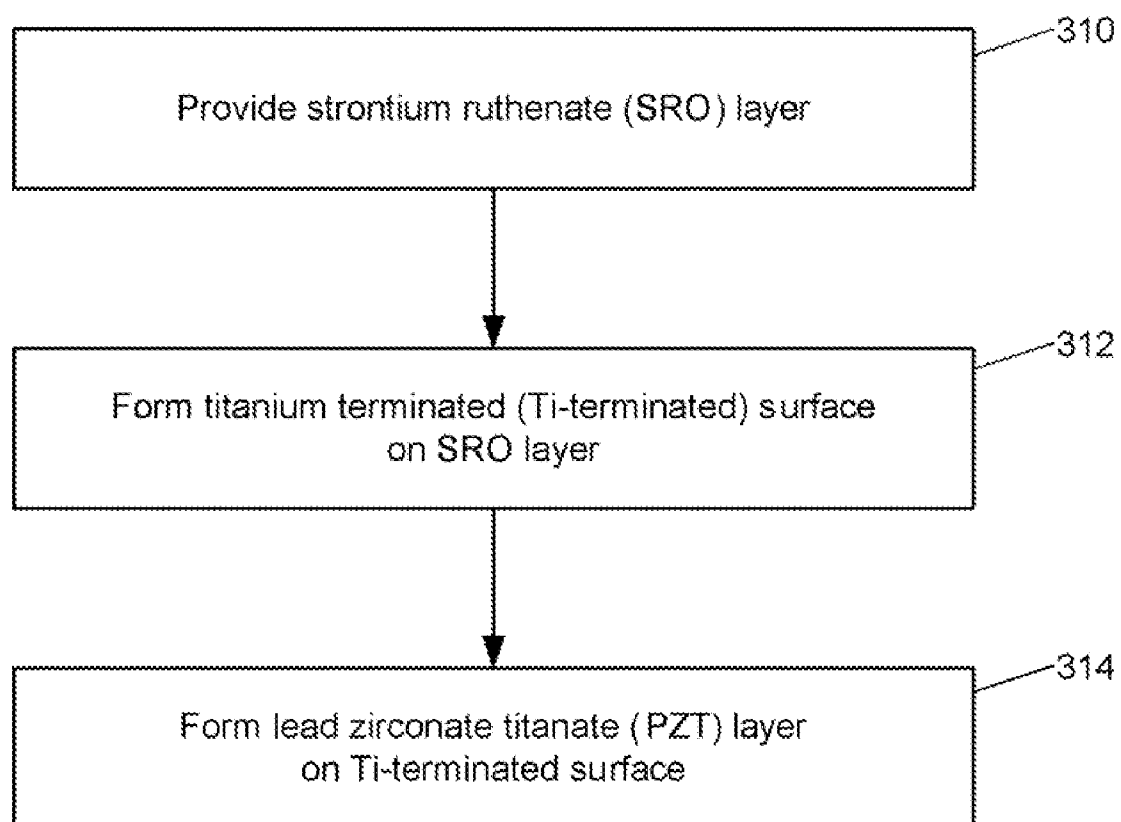 310
Provide strontium ruthenate (SRO) layer
312
Form titanium terminated (Ti-terminated) surface
on SRO layer
314
Form lead zirconate titanate (PZT) layer
on Ti-terminated surface